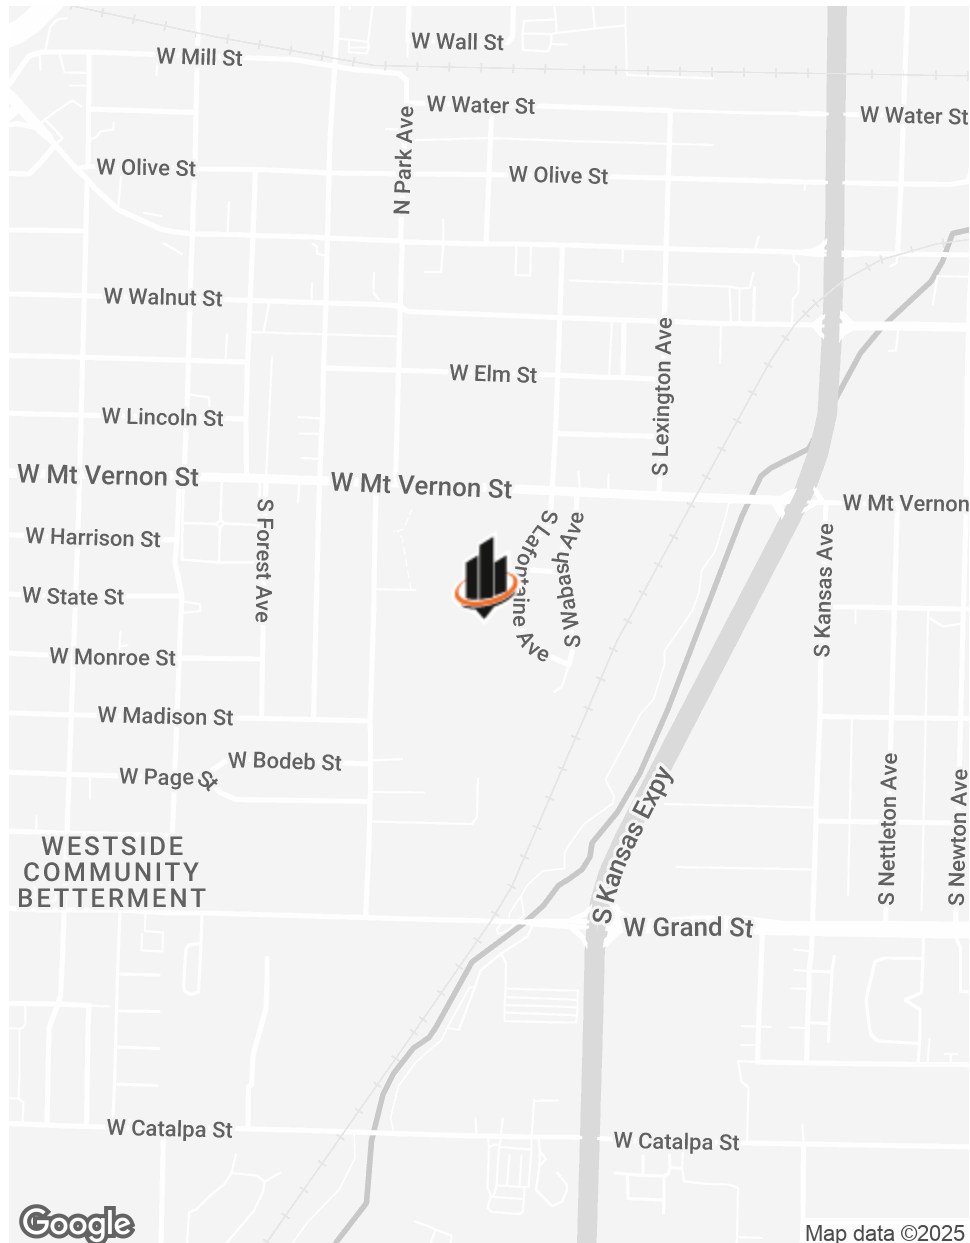 W Wall St
W Mill St
W Water St
W Water St
N Park Ave
W Olive St
W Olive St
W Walnut St
S Lexington Ave
W Elm St
W Lincoln St
W Mt Vernon St
W Mt Vernon St
W Mt Vernon
S Forest Ave
S Lafontaine Ave
S Wabash Ave
S Kansas Ave
W Harrison St
W State St
W Monroe St
W Madison St
W Bodeb St
W Page St
S Kansas Expy
S Nettleton Ave
S Newton Ave
WESTSIDE
COMMUNITY
BETTERMENT
W Grand St
W Catalpa St
W Catalpa St
Google
Map data ©2025